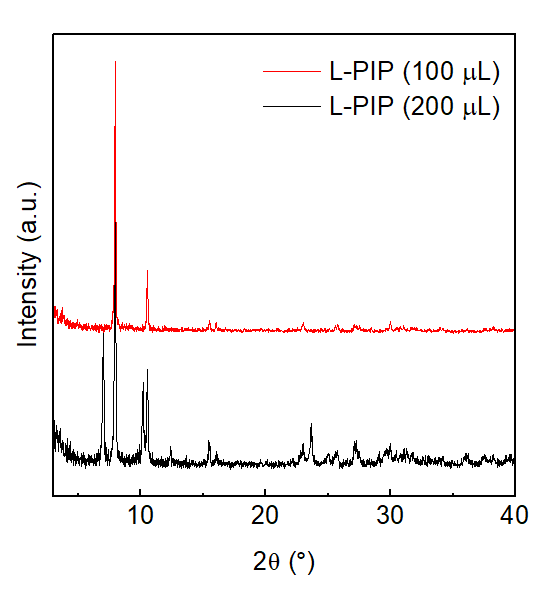 L-PIP (100 μL)
L-PIP (200 μL)
Intensity (a.u.)
10 20 30 40
2θ (°)